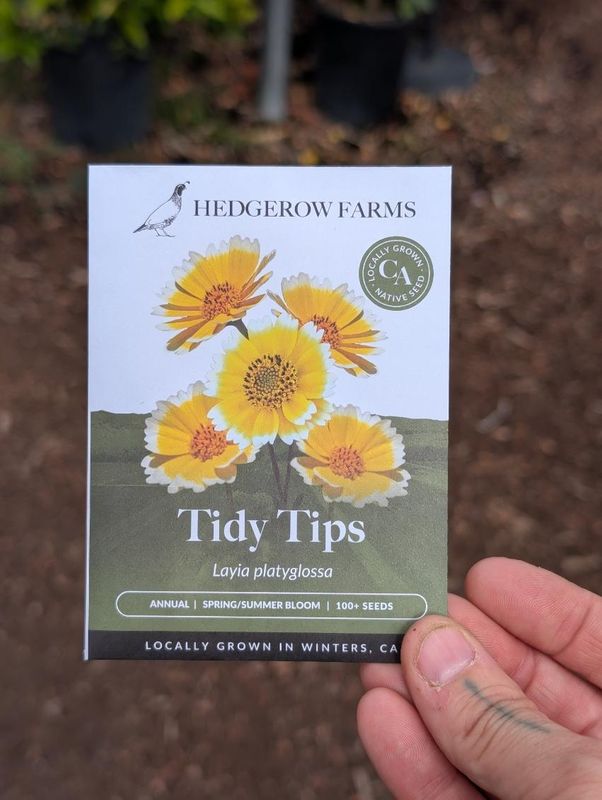 HEDGEROW FARMS
LOCALLY GROWN
CA
NATIVE SEED
Tidy Tips
Layia platyglossa
ANNUAL | SPRING/SUMMER BLOOM | 100+ SEEDS
LOCALLY GROWN IN WINTERS, CA